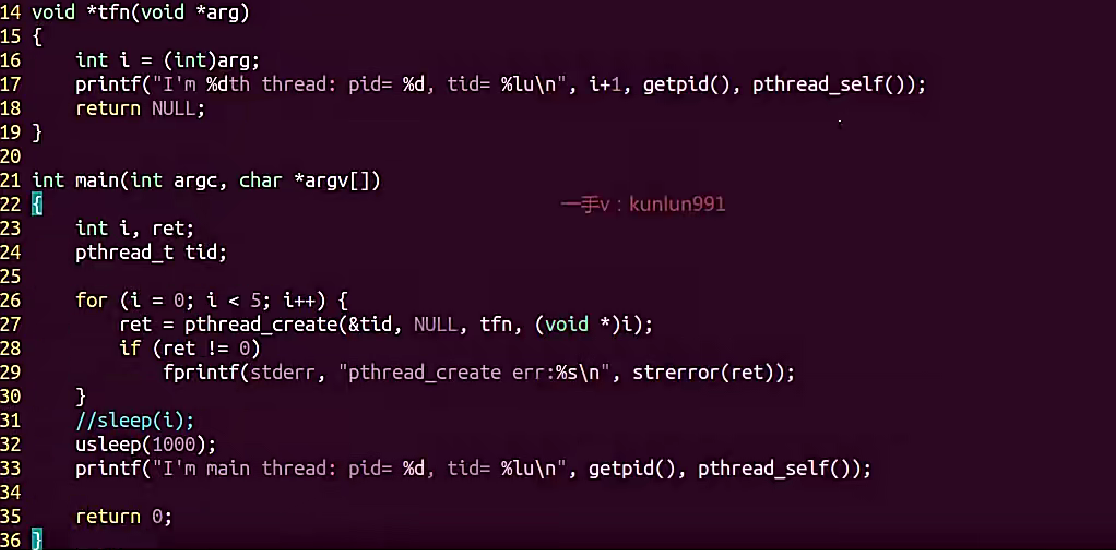 14 void *tfn(void *arg)
15 {
16     int i = (int)arg;
17     printf("I'm %dth thread: pid= %d, tid= %lu\n", i+1, getpid(), pthread_self());
18     return NULL;
19 }
20
21 int main(int argc, char *argv[])
22 {
一手v：kunlun991
23     int i, ret;
24     pthread_t tid;
25
26     for (i = 0; i < 5; i++) {
27         ret = pthread_create(&tid, NULL, tfn, (void *)i);
28         if (ret != 0)
29             fprintf(stderr, "pthread_create err:%s\n", strerror(ret));
30     }
31     //sleep(i);
32     usleep(1000);
33     printf("I'm main thread: pid= %d, tid= %lu\n", getpid(), pthread_self());
34
35     return 0;
36 }